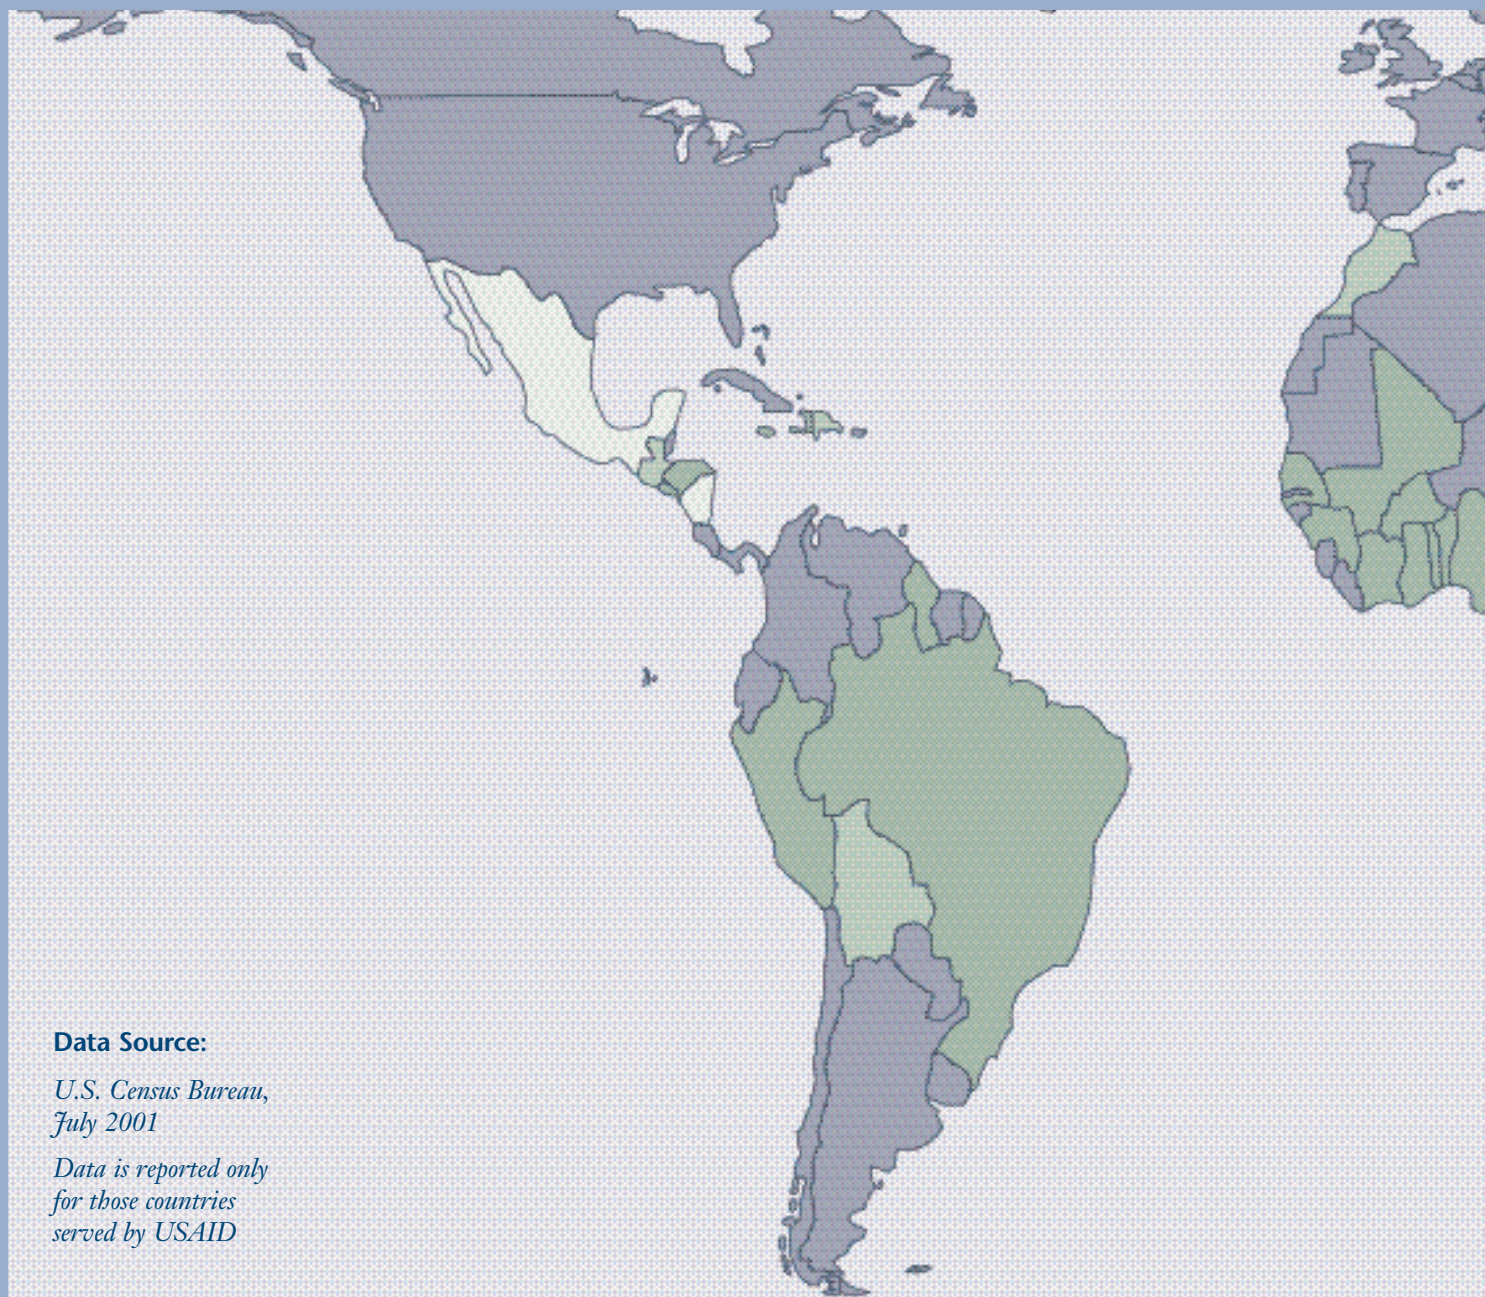 Data Source:
U.S. Census Bureau,
July 2001
Data is reported only
for those countries
served by USAID